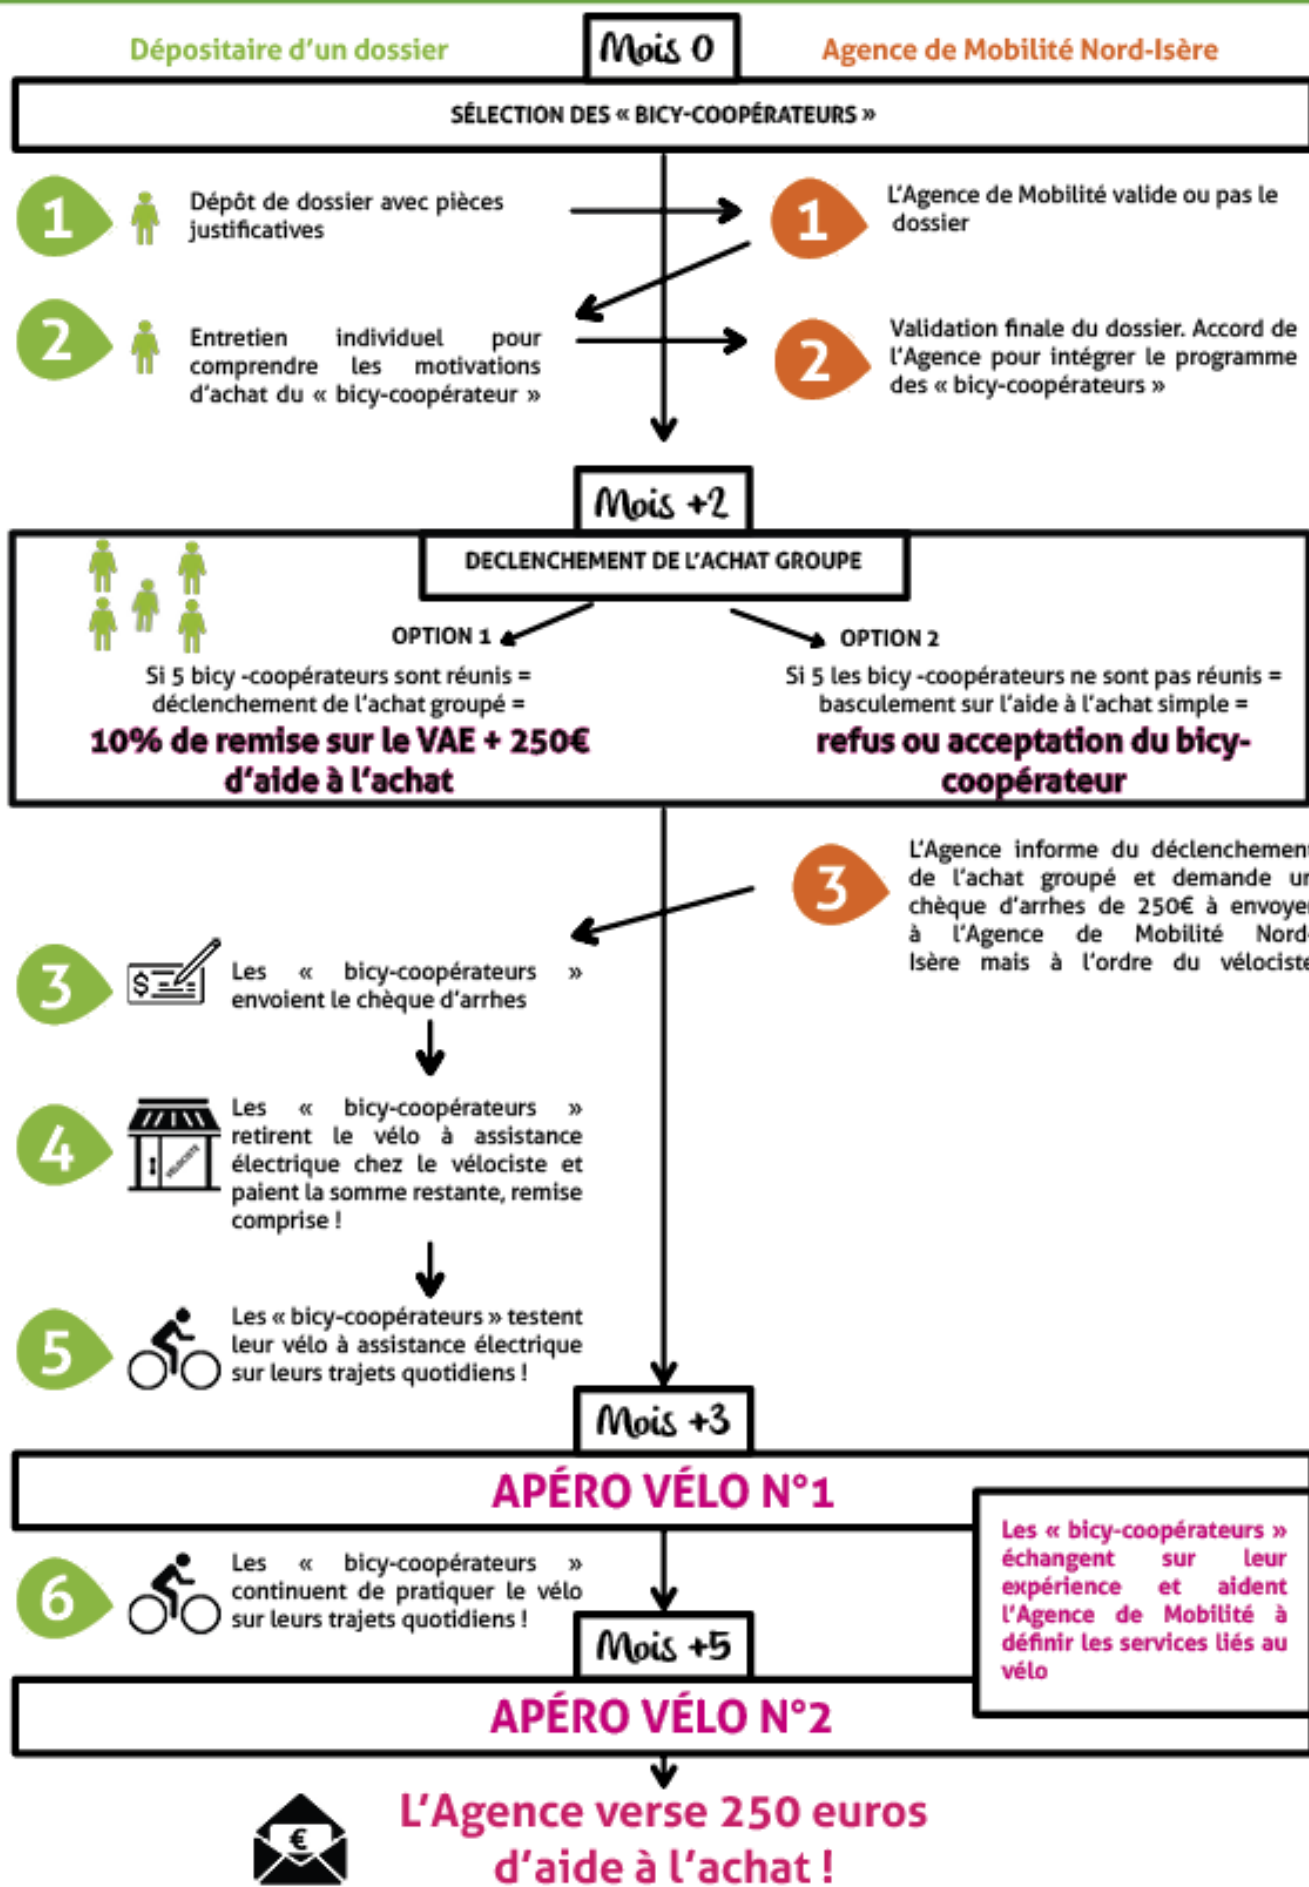 Dépositaire d'un dossier
Mois 0
Agence de Mobilité Nord-Isère
SÉLECTION DES « BICY-COOPÉRATEURS »
1
Dépôt de dossier avec pièces
justificatives
1
L'Agence de Mobilité valide ou pas le
dossier
2
Entretien individuel pour
comprendre les motivations
d'achat du « bicy-coopérateur »
2
Validation finale du dossier. Accord de
l'Agence pour intégrer le programme
des « bicy-coopérateurs »
Mois +2
DECLENCHEMENT DE L'ACHAT GROUPE
OPTION 1
Si 5 bicy -coopérateurs sont réunis =
déclenchement de l'achat groupé =
10% de remise sur le VAE + 250€
d'aide à l'achat
OPTION 2
Si 5 les bicy -coopérateurs ne sont pas réunis =
basculement sur l'aide à l'achat simple =
refus ou acceptation du bicy-
coopérateur
3
L'Agence informe du déclenchement
de l'achat groupé et demande un
chèque d'arrhes de 250€ à envoyer
à l'Agence de Mobilité Nord-
Isère mais à l'ordre du vélociste
3
$
Les « bicy-coopérateurs »
envoient le chèque d'arrhes
4
VÉLOCISTE
Les « bicy-coopérateurs »
retirent le vélo à assistance
électrique chez le vélociste et
paient la somme restante, remise
comprise !
5
Les « bicy-coopérateurs » testent
leur vélo à assistance électrique
sur leurs trajets quotidiens !
Mois +3
APÉRO VÉLO N°1
Les « bicy-coopérateurs »
échangent sur leur
expérience et aident
l'Agence de Mobilité à
définir les services liés au
vélo
6
Les « bicy-coopérateurs »
continuent de pratiquer le vélo
sur leurs trajets quotidiens !
Mois +5
APÉRO VÉLO N°2
€
L'Agence verse 250 euros
d'aide à l'achat !